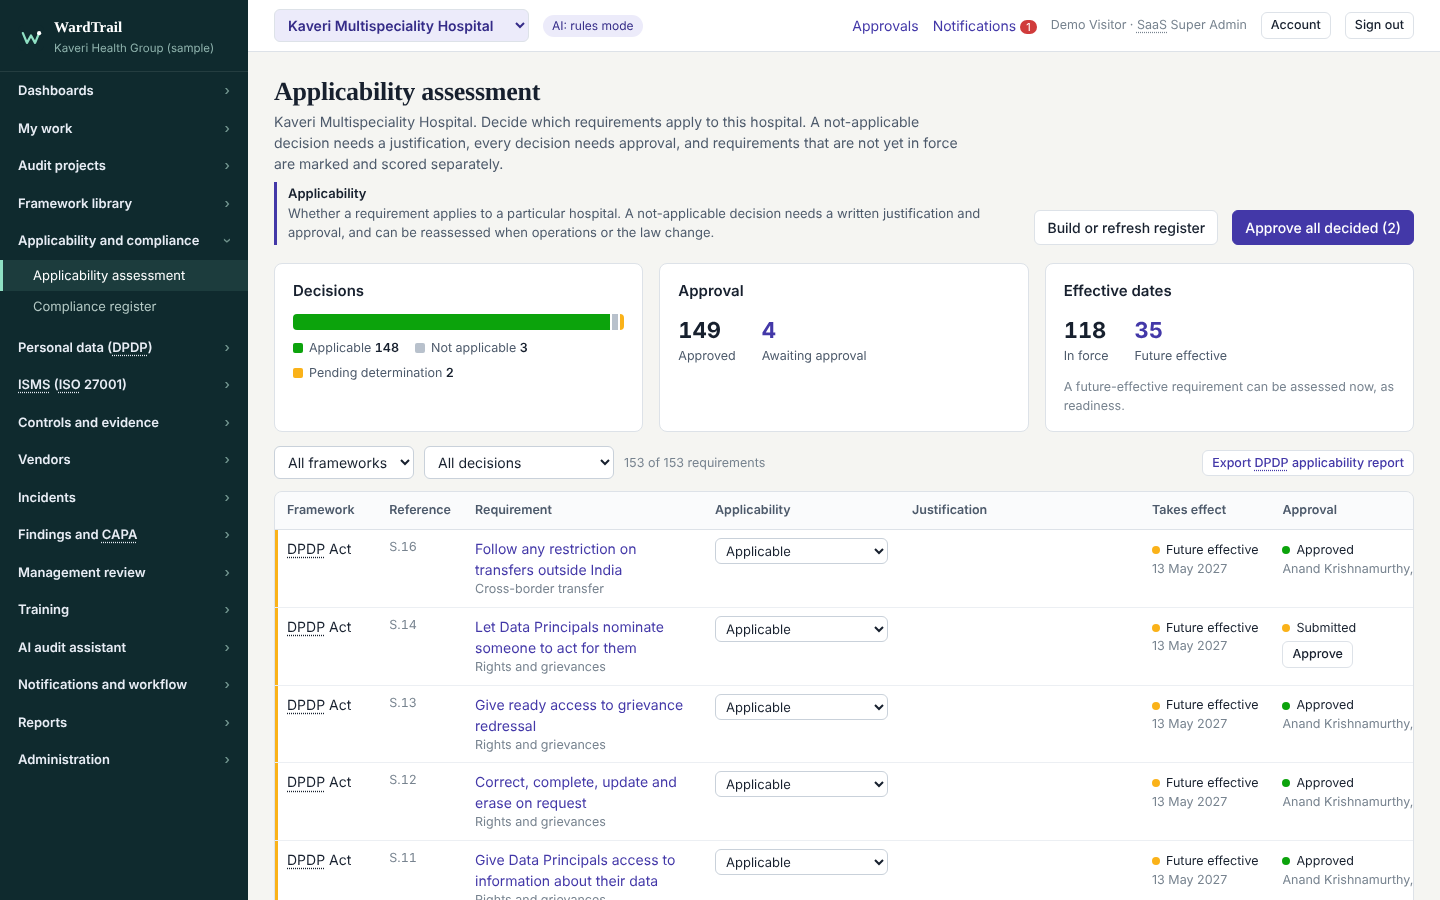 WardTrail
Kaveri Health Group (sample)
Dashboards
My work
Audit projects
Framework library
Applicability and compliance
Applicability assessment
Compliance register
Personal data (DPDP)
ISMS (ISO 27001)
Controls and evidence
Vendors
Incidents
Findings and CAPA
Management review
Training
AI audit assistant
Notifications and workflow
Reports
Administration
Kaveri Multispeciality Hospital
AI: rules mode
Approvals
Notifications 1
Demo Visitor · SaaS Super Admin
Account
Sign out
Applicability assessment
Kaveri Multispeciality Hospital. Decide which requirements apply to this hospital. A not-applicable
decision needs a justification, every decision needs approval, and requirements that are not yet in force
are marked and scored separately.
Applicability
Whether a requirement applies to a particular hospital. A not-applicable decision needs a written justification and
approval, and can be reassessed when operations or the law change.
Build or refresh register
Approve all decided (2)
Decisions
Applicable 148 Not applicable 3
Pending determination 2
Approval
149 4
Approved Awaiting approval
Effective dates
118 35
In force Future effective
A future-effective requirement can be assessed now, as
readiness.
All frameworks
All decisions
153 of 153 requirements
Export DPDP applicability report
Framework Reference Requirement Applicability Justification Takes effect Approval
DPDP Act S.16 Follow any restriction on Applicable Future effective Approved
transfers outside India 13 May 2027 Anand Krishnamurthy,
Cross-border transfer
DPDP Act S.14 Let Data Principals nominate Applicable Future effective Submitted
someone to act for them 13 May 2027 Approve
Rights and grievances
DPDP Act S.13 Give ready access to grievance Applicable Future effective Approved
redressal 13 May 2027 Anand Krishnamurthy,
Rights and grievances
DPDP Act S.12 Correct, complete, update and Applicable Future effective Approved
erase on request 13 May 2027 Anand Krishnamurthy,
Rights and grievances
DPDP Act S.11 Give Data Principals access to Applicable Future effective Approved
information about their data 13 May 2027 Anand Krishnamurthy,
Rights and grievances